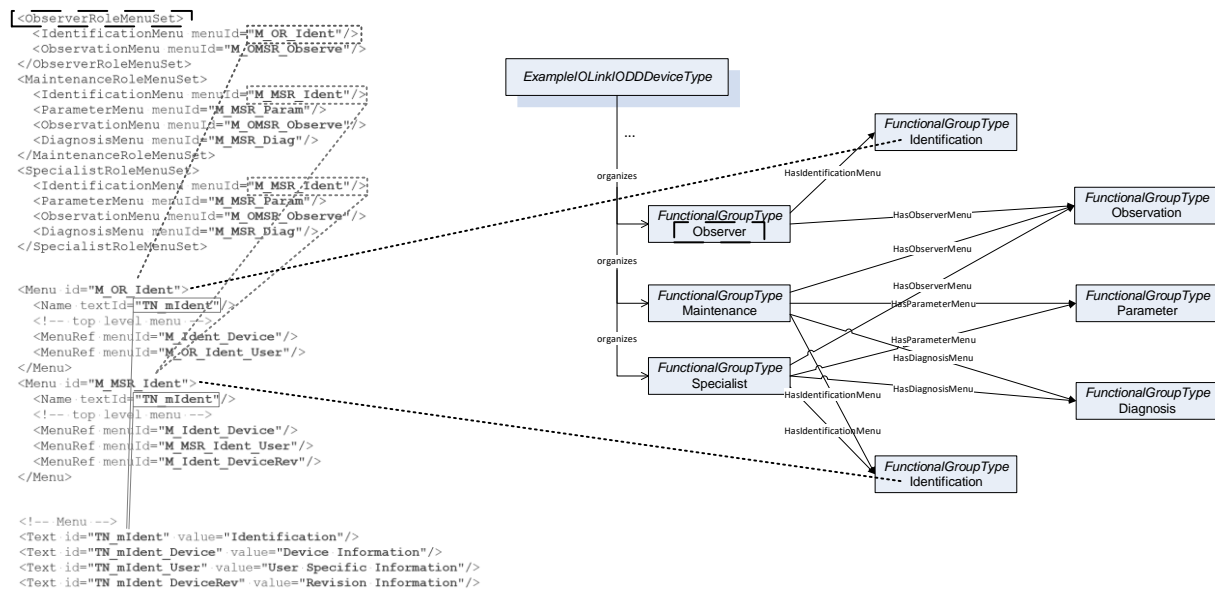 <ObserverRoleMenuSet>
<IdentificationMenu menuId="M_OR_Ident"/>
<ObservationMenu menuId="M_OMSR_Observe"/>
</ObserverRoleMenuSet>
<MaintenanceRoleMenuSet>
<IdentificationMenu menuId="M_MSR_Ident"/>
<ParameterMenu menuId="M_MSR_Param"/>
<ObservationMenu menuId="M_OMSR_Observe"/>
<DiagnosisMenu menuId="M_MSR_Diag"/>
</MaintenanceRoleMenuSet>
<SpecialistRoleMenuSet>
<IdentificationMenu menuId="M_MSR_Ident"/>
<ParameterMenu menuId="M_MSR_Param"/>
<ObservationMenu menuId="M_OMSR_Observe"/>
<DiagnosisMenu menuId="M_MSR_Diag"/>
</SpecialistRoleMenuSet>
<Menu id="M_OR_Ident">
<Name textId="TN_mIdent"/>
<!-- top level menu -->
<MenuRef menuId="M_Ident_Device"/>
<MenuRef menuId="M_OR_Ident_User"/>
</Menu>
<Menu id="M_MSR_Ident">
<Name textId="TN_mIdent"/>
<!-- top level menu -->
<MenuRef menuId="M_Ident_Device"/>
<MenuRef menuId="M_MSR_Ident_User"/>
<MenuRef menuId="M_Ident_DeviceRev"/>
</Menu>
<!-- Menu -->
<Text id="TN_mIdent" value="Identification"/>
<Text id="TN_mIdent_Device" value="Device Information"/>
<Text id="TN_mIdent_User" value="User Specific Information"/>
<Text id="TN_mIdent_DeviceRev" value="Revision Information"/>
ExampleIOLinkIODDDeviceType
...
organizes
FunctionalGroupType
Observer
organizes
FunctionalGroupType
Maintenance
organizes
FunctionalGroupType
Specialist
FunctionalGroupType
Identification
HasIdentificationMenu
HasObserverMenu
HasObserverMenu
HasObserverMenu
HasParameterMenu
HasParameterMenu
HasDiagnosisMenu
HasDiagnosisMenu
HasIdentificationMenu
HasIdentificationMenu
FunctionalGroupType
Identification
FunctionalGroupType
Observation
FunctionalGroupType
Parameter
FunctionalGroupType
Diagnosis